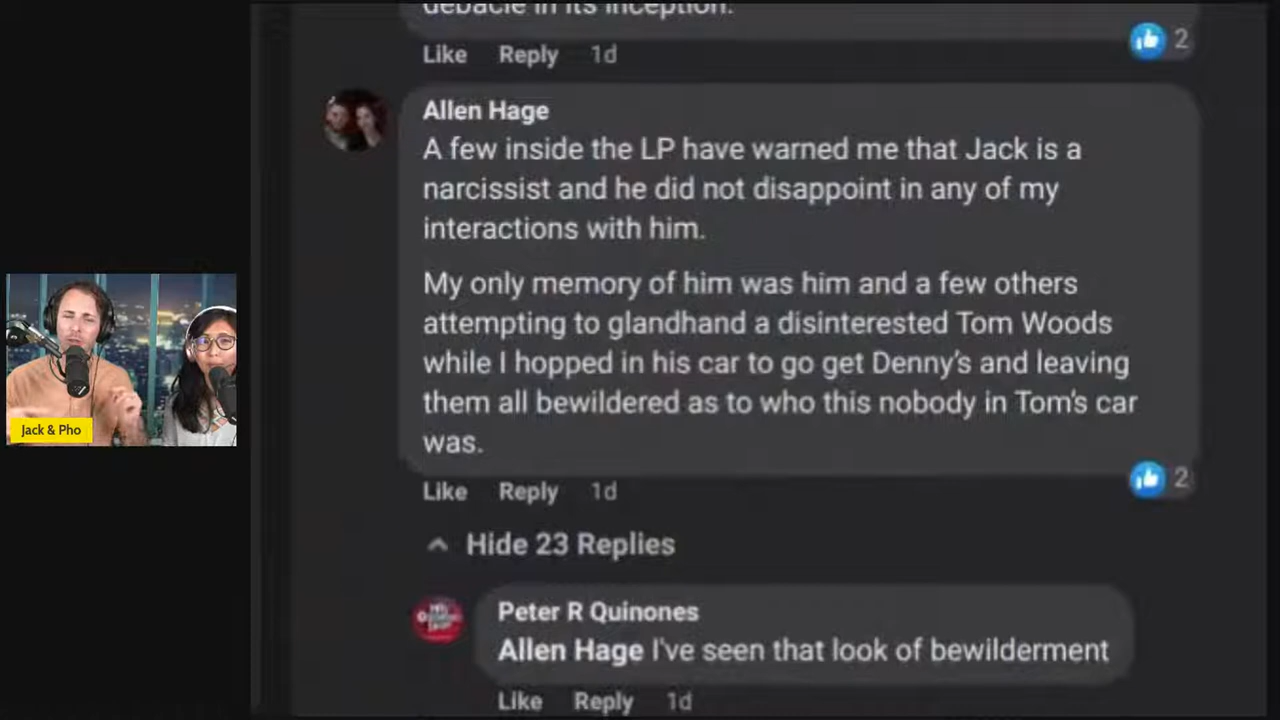 debacle in its inception.
Like Reply 1d
2
Allen Hage
A few inside the LP have warned me that Jack is a
narcissist and he did not disappoint in any of my
interactions with him.
My only memory of him was him and a few others
attempting to glandhand a disinterested Tom Woods
while I hopped in his car to go get Denny's and leaving
them all bewildered as to who this nobody in Tom's car
was.
Like Reply 1d
2
Hide 23 Replies
Peter R Quinones
Allen Hage I've seen that look of bewilderment
Like Reply 1d
Jack & Pho